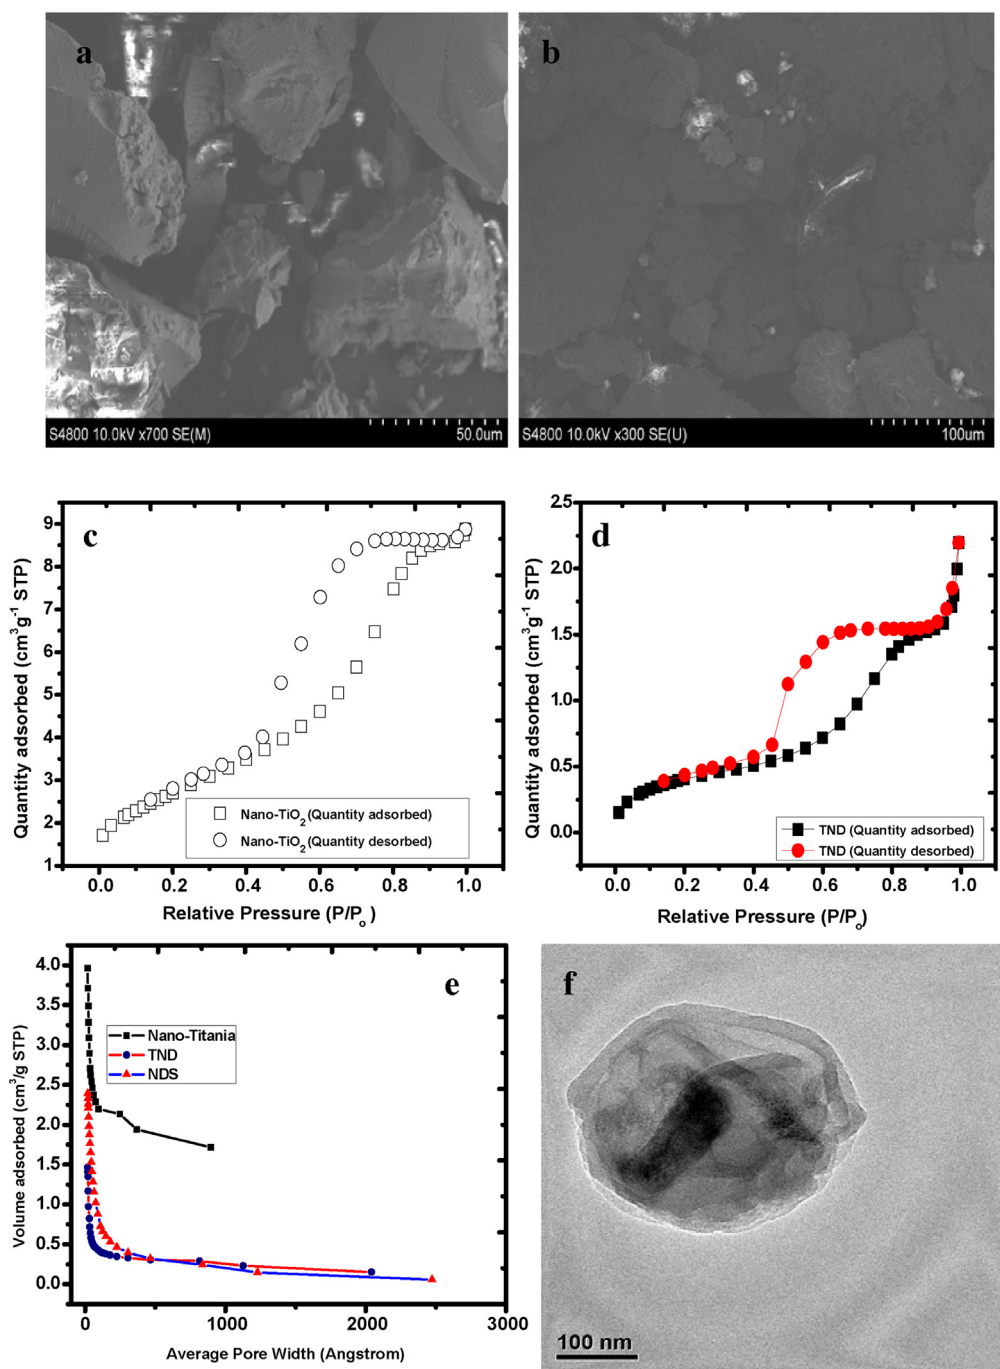 a
b
S4800 10.0kV x700 SE(M) 50.0um
S4800 10.0kV x300 SE(U) 100um
c
Quantity adsorbed (cm³g⁻¹ STP)
9
8
7
6
5
4
3
2
1
Nano-TiO₂ (Quantity adsorbed)
Nano-TiO₂ (Quantity desorbed)
0.0 0.2 0.4 0.6 0.8 1.0
Relative Pressure (P/Pₒ)
d
Quantity adsorbed (cm³g⁻¹ STP)
2.5
2.0
1.5
1.0
0.5
0.0
TND (Quantity adsorbed)
TND (Quantity desorbed)
0.0 0.2 0.4 0.6 0.8 1.0
Relative Pressure (P/Pₒ)
e
Volume adsorbed (cm³/g STP)
4.0
3.5
3.0
2.5
2.0
1.5
1.0
0.5
0.0
Nano-Titania
TND
NDS
0 1000 2000 3000
Average Pore Width (Angstrom)
f
100 nm